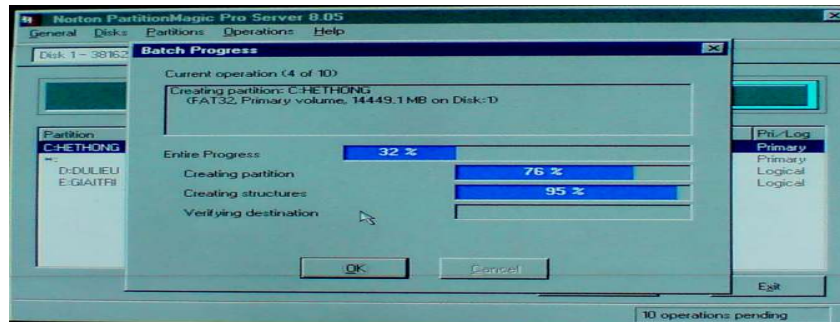 Norton PartitionMagic Pro Server 8.05
General Disks Partitions Operations Help
Disk 1 - 38162
Batch Progress
Current operation (4 of 10)
Creating partition: C:HETHONG
(FAT32, Primary volume, 14449.1 MB on Disk:1)
Partition
Pri/Log
C:HETHONG
Primary
*:
Primary
D:DULIEU
Logical
E:GIAITRI
Logical
Entire Progress 32 %
Creating partition 76 %
Creating structures 95 %
Verifying destination
OK Cancel
Exit
10 operations pending